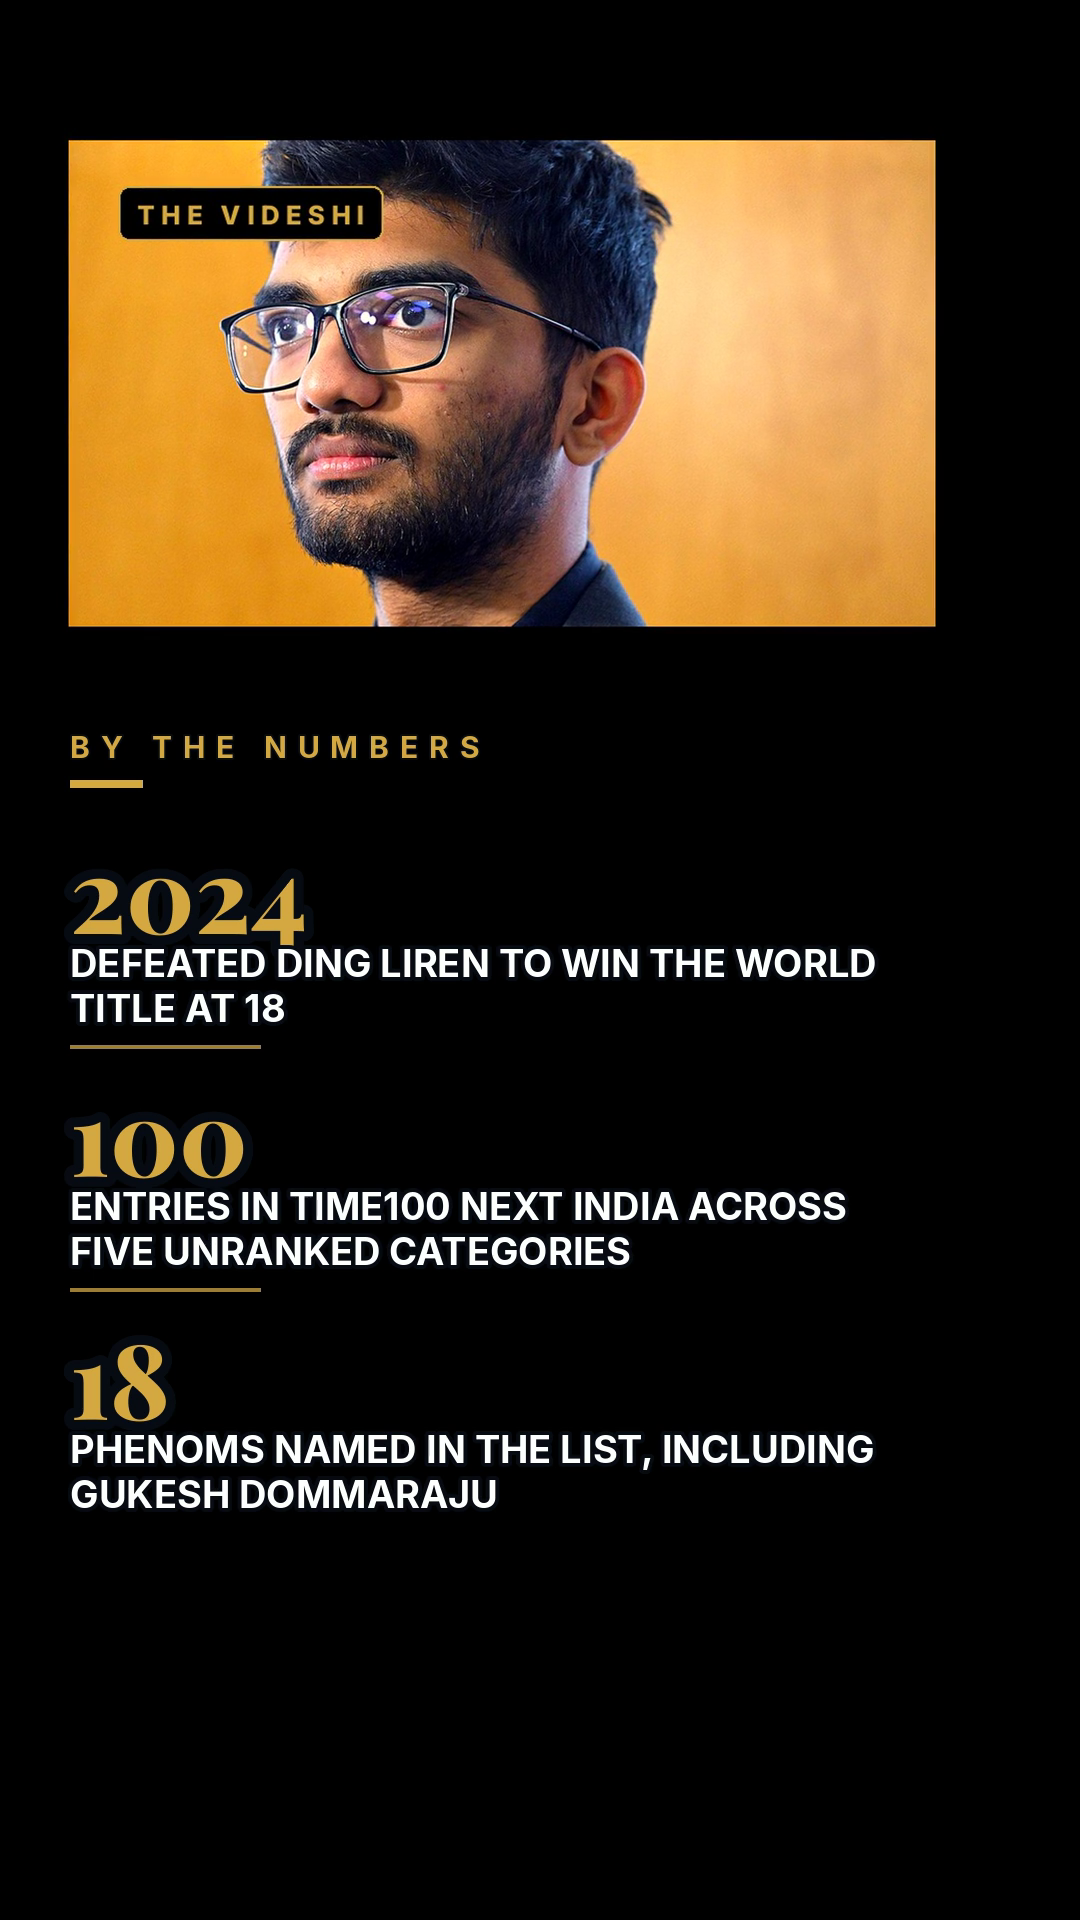 THE VIDESHI
BY THE NUMBERS
2024
DEFEATED DING LIREN TO WIN THE WORLD
TITLE AT 18
100
ENTRIES IN TIME100 NEXT INDIA ACROSS
FIVE UNRANKED CATEGORIES
18
PHENOMS NAMED IN THE LIST, INCLUDING
GUKESH DOMMARAJU